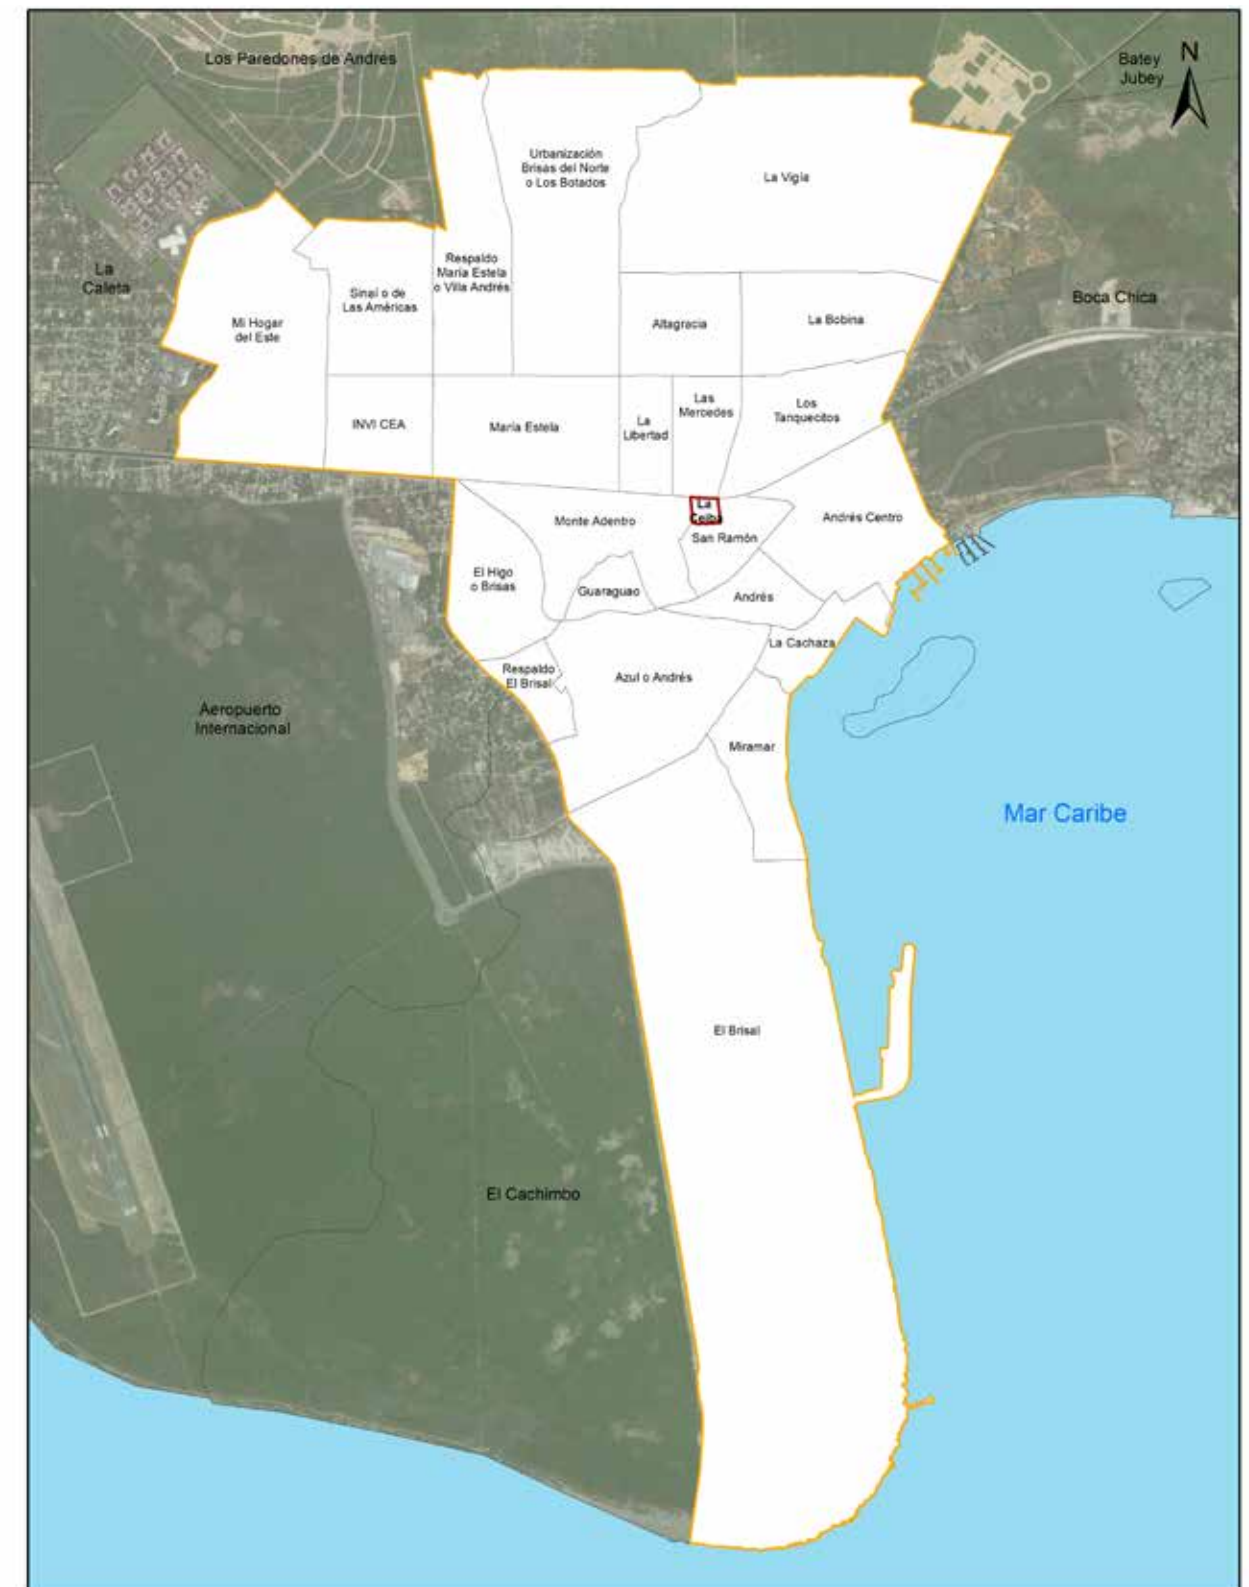 Los Paredones de Andrés
Batey
Jubey
N
Urbanización
Brisas del Norte
o Los Botados
La Vigía
La
Caleta
Respaldo
María Estela
o Villa Andrés
Sinaí o de
Las Américas
Boca Chica
Mi Hogar
del Este
Altagracia
La Bobina
Las
Mercedes
Los
Tanquecitos
INVI CEA
María Estela
La
Libertad
La
Ceiba
Monte Adentro
Andrés Centro
San Ramón
El Higo
o Brisas
Guaraguao
Andrés
La Cachaza
Respaldo
El Brisal
Azul o Andrés
Aeropuerto
Internacional
Miramar
Mar Caribe
El Brisal
El Cachimbo